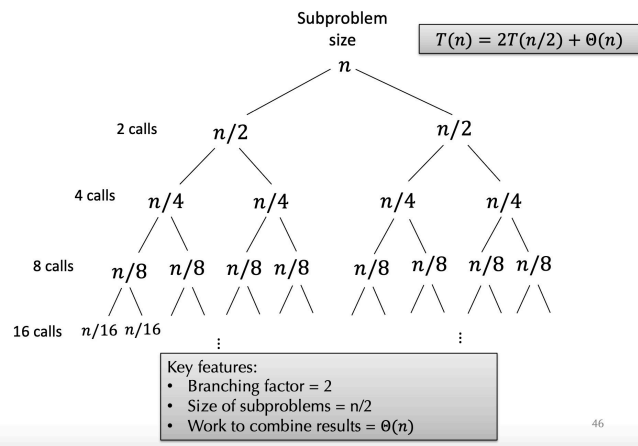 Subproblem
size
T(n) = 2T(n/2) + Θ(n)
n
2 calls n/2 n/2
4 calls n/4 n/4 n/4 n/4
8 calls n/8 n/8 n/8 n/8 n/8 n/8 n/8 n/8
16 calls n/16 n/16
⋮ ⋮
Key features:
• Branching factor = 2
• Size of subproblems = n/2
• Work to combine results = Θ(n)
46